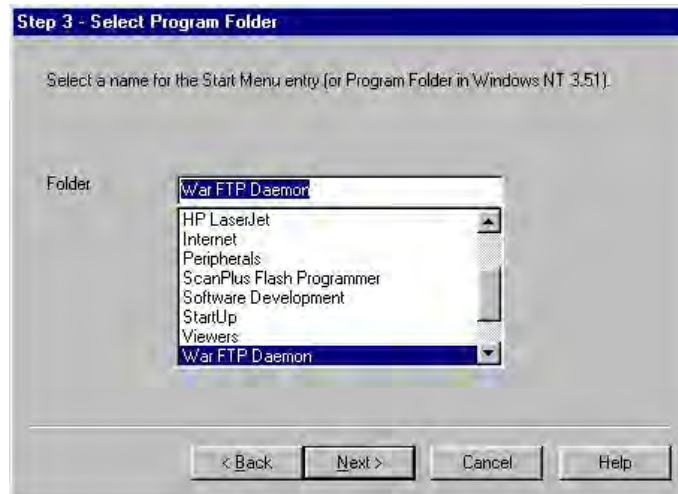 Step 3 - Select Program Folder
Select a name for the Start Menu entry (or Program Folder in Windows NT 3.51).
Folder
War FTP Daemon
HP LaserJet
Internet
Peripherals
ScanPlus Flash Programmer
Software Development
StartUp
Viewers
War FTP Daemon
< Back
Next >
Cancel
Help